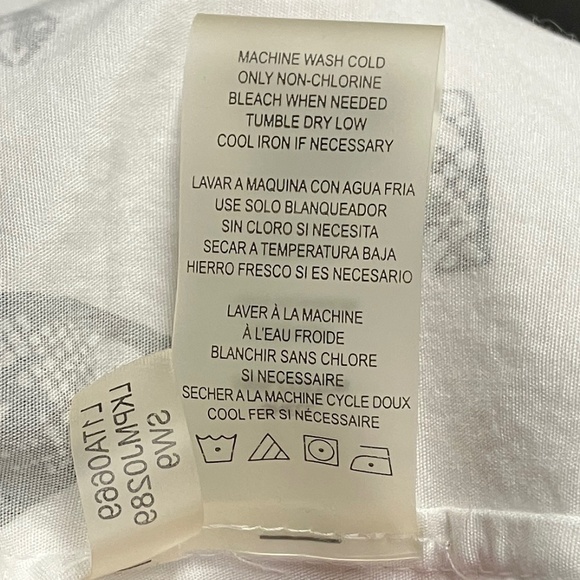 MACHINE WASH COLD
ONLY NON-CHLORINE
BLEACH WHEN NEEDED
TUMBLE DRY LOW
COOL IRON IF NECESSARY
LAVAR A MAQUINA CON AGUA FRIA
USE SOLO BLANQUEADOR
SIN CLORO SI NECESITA
SECAR A TEMPERATURA BAJA
HIERRO FRESCO SI ES NECESARIO
LAVER À LA MACHINE
À L'EAU FROIDE
BLANCHIR SANS CHLORE
SI NECESSAIRE
SECHER A LA MACHINE CYCLE DOUX
COOL FER SI NÉCESSAIRE
SW6
LKPW10289